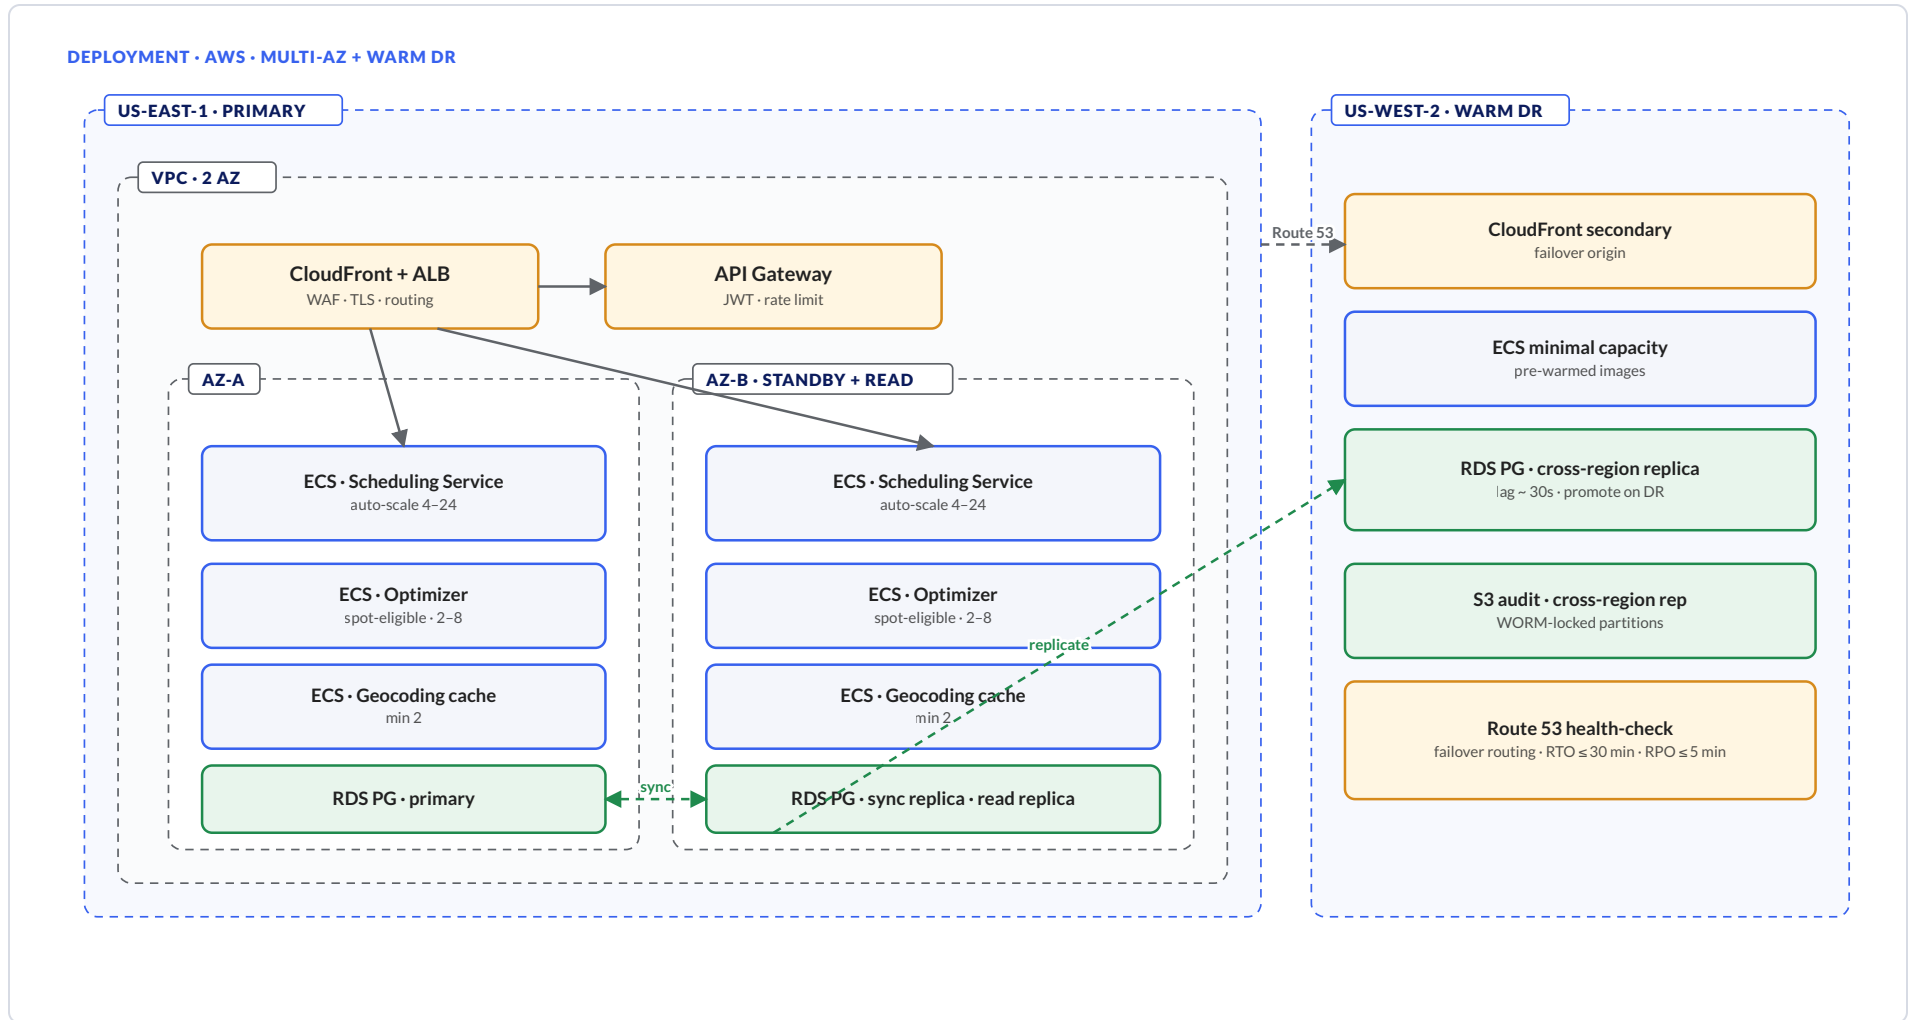 DEPLOYMENT · AWS · MULTI-AZ + WARM DR
US-EAST-1 · PRIMARY
VPC · 2 AZ
CloudFront + ALB
WAF · TLS · routing
API Gateway
JWT · rate limit
AZ-A
ECS · Scheduling Service
auto-scale 4–24
ECS · Optimizer
spot-eligible · 2–8
ECS · Geocoding cache
min 2
RDS PG · primary
sync
AZ-B · STANDBY + READ
ECS · Scheduling Service
auto-scale 4–24
ECS · Optimizer
spot-eligible · 2–8
replicate
ECS · Geocoding cache
min 2
RDS PG · sync replica · read replica
Route 53
US-WEST-2 · WARM DR
CloudFront secondary
failover origin
ECS minimal capacity
pre-warmed images
RDS PG · cross-region replica
lag ~ 30s · promote on DR
S3 audit · cross-region rep
WORM-locked partitions
Route 53 health-check
failover routing · RTO ≤ 30 min · RPO ≤ 5 min